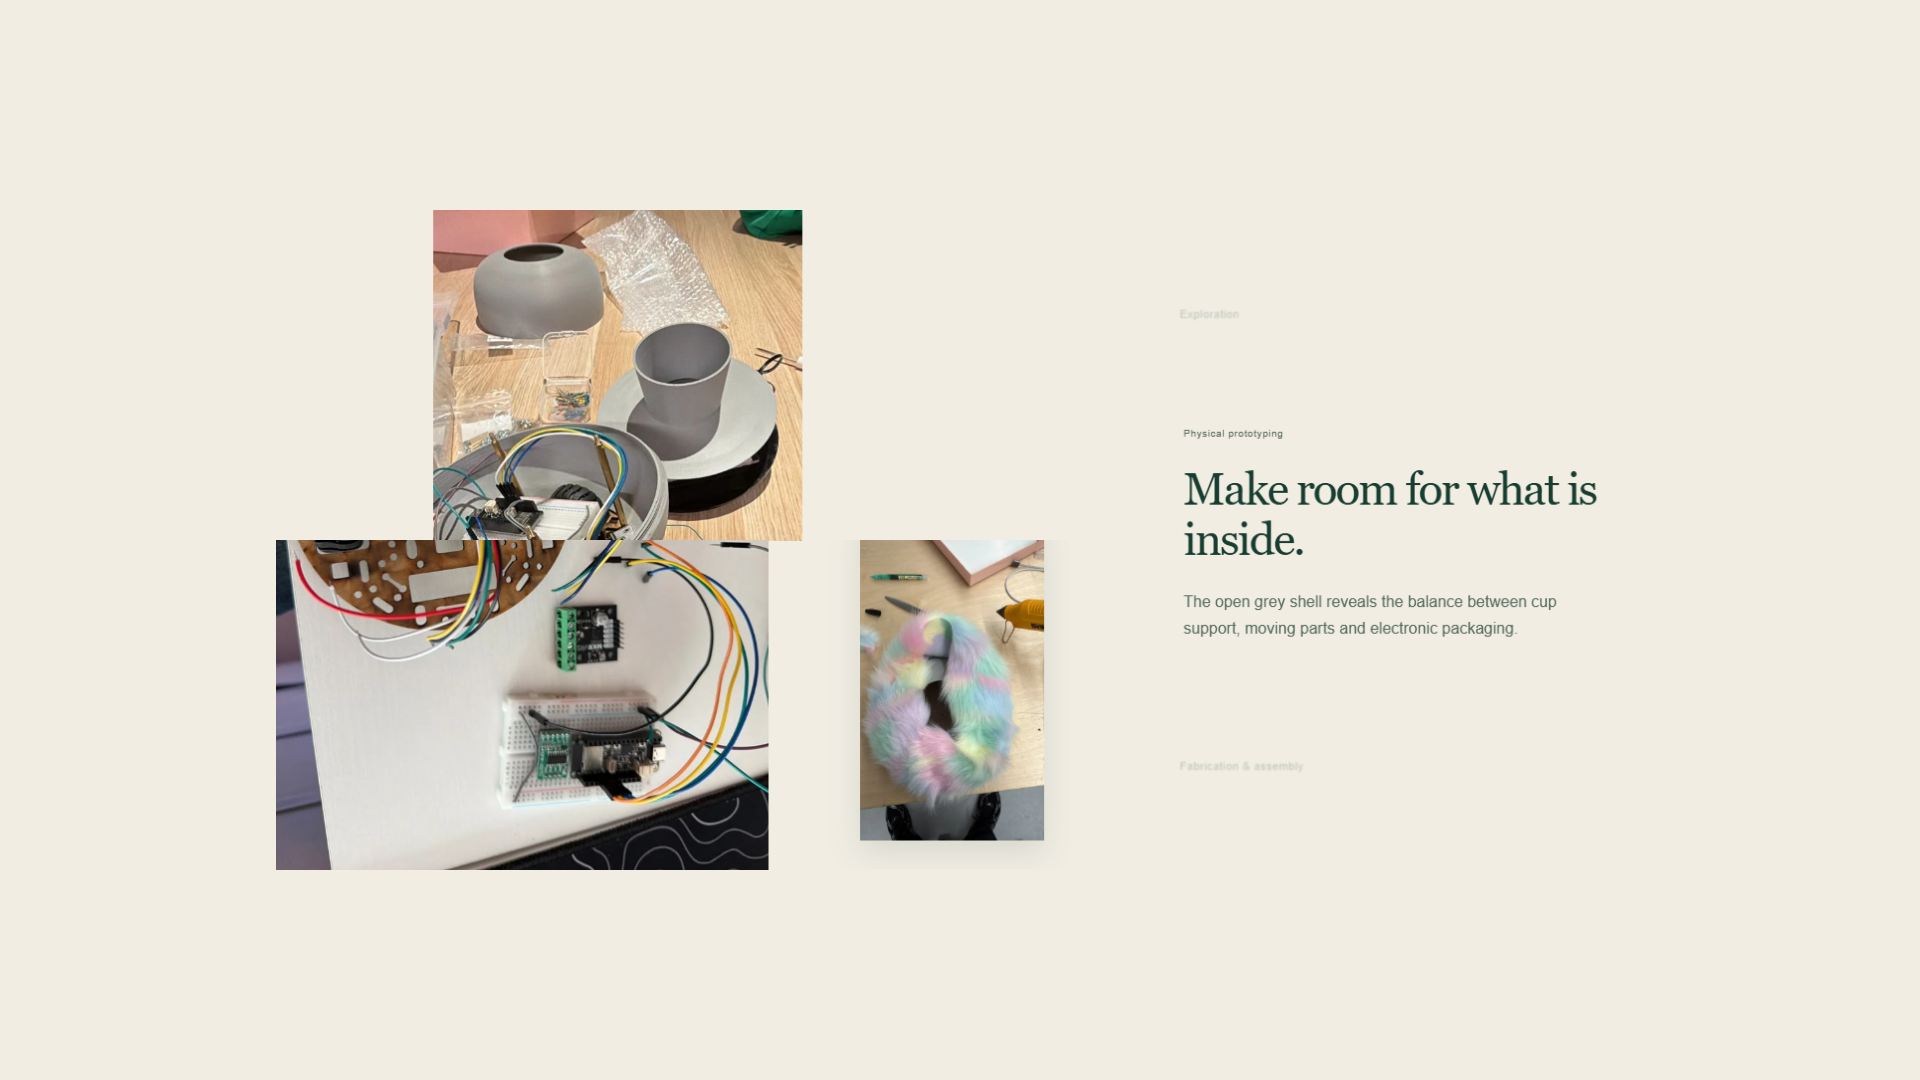 Exploration
Physical prototyping
Make room for what is
inside.
The open grey shell reveals the balance between cup
support, moving parts and electronic packaging.
Fabrication & assembly